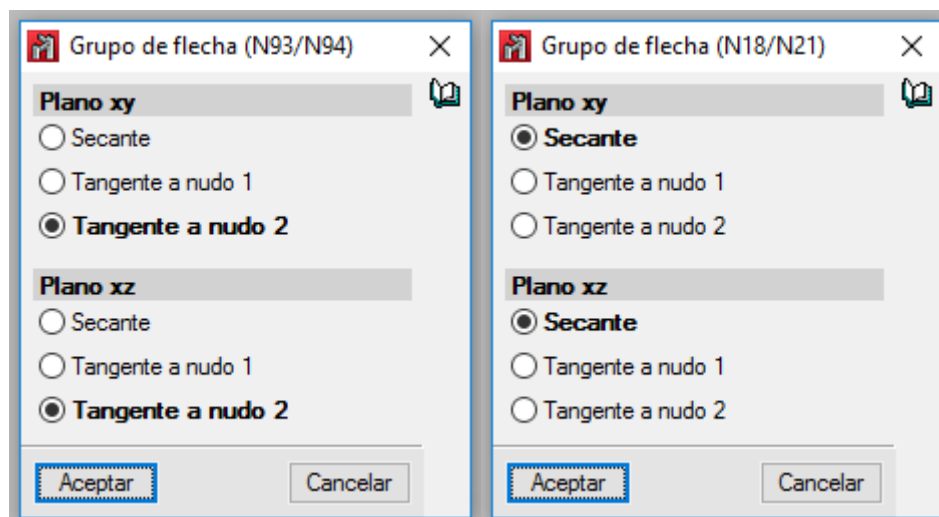 Grupo de flecha (N93/N94)
Plano xy
Secante
Tangente a nudo 1
Tangente a nudo 2
Plano xz
Secante
Tangente a nudo 1
Tangente a nudo 2
Aceptar
Cancelar
Grupo de flecha (N18/N21)
Plano xy
Secante
Tangente a nudo 1
Tangente a nudo 2
Plano xz
Secante
Tangente a nudo 1
Tangente a nudo 2
Aceptar
Cancelar